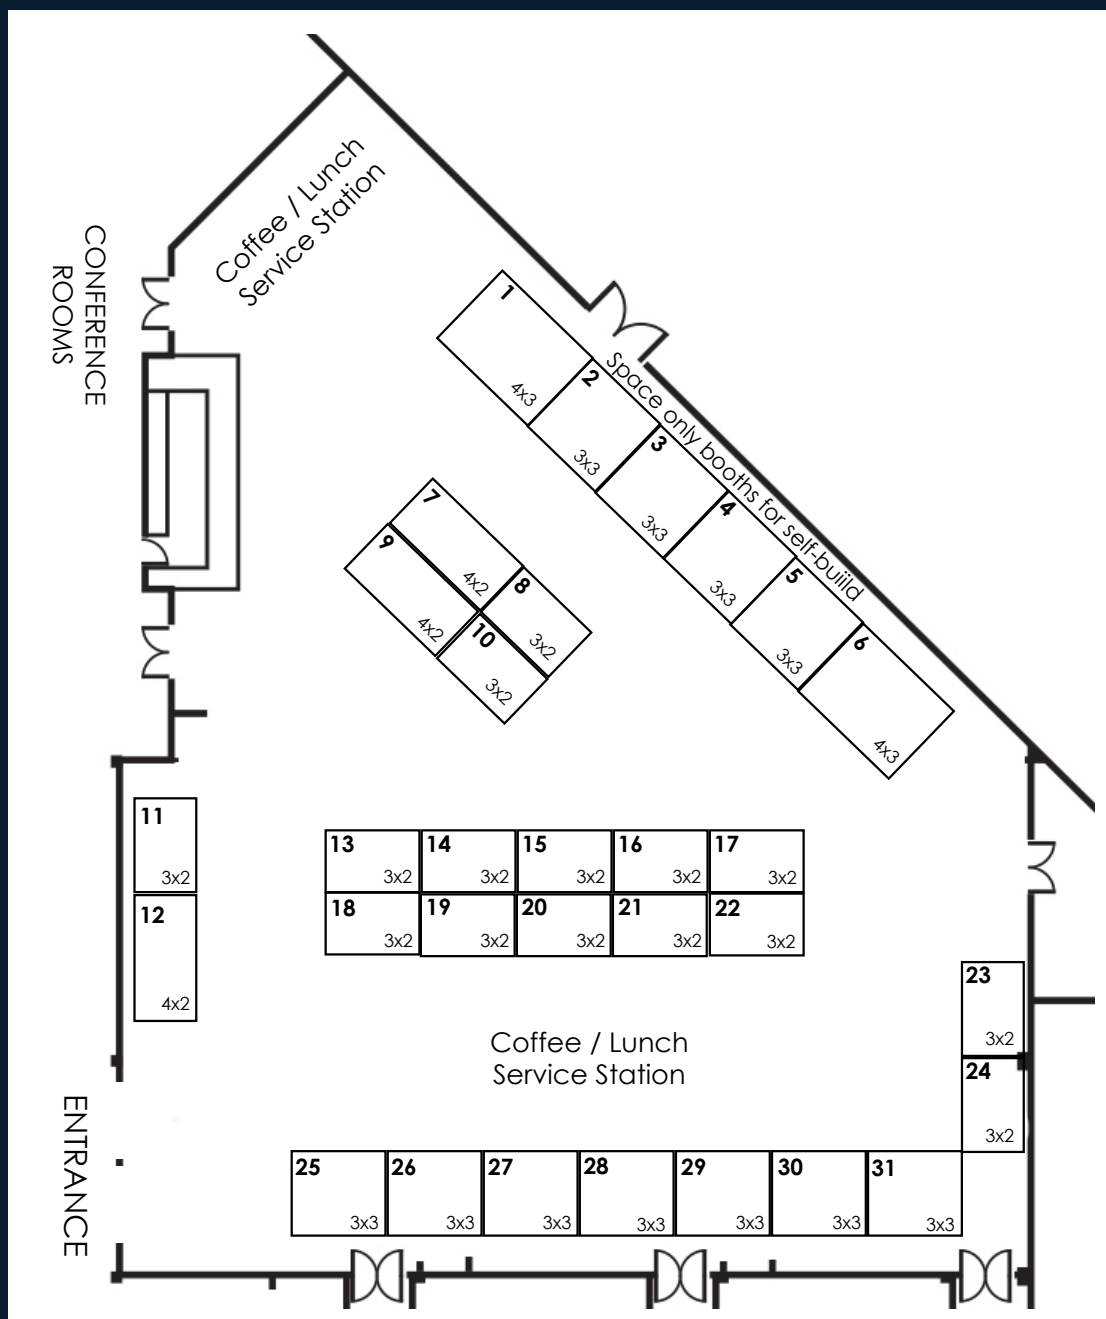 Coffee / Lunch
Service Station
CONFERENCE
ROOMS
1
4x3
2
3x3
3
3x3
4
3x3
5
3x3
6
4x3
Space only booths for self-buiild
7
4x2
8
3x2
9
4x2
10
3x2
11
3x2
12
4x2
13
3x2
14
3x2
15
3x2
16
3x2
17
3x2
18
3x2
19
3x2
20
3x2
21
3x2
22
3x2
23
3x2
24
3x2
Coffee / Lunch
Service Station
ENTRANCE
25
3x3
26
3x3
27
3x3
28
3x3
29
3x3
30
3x3
31
3x3